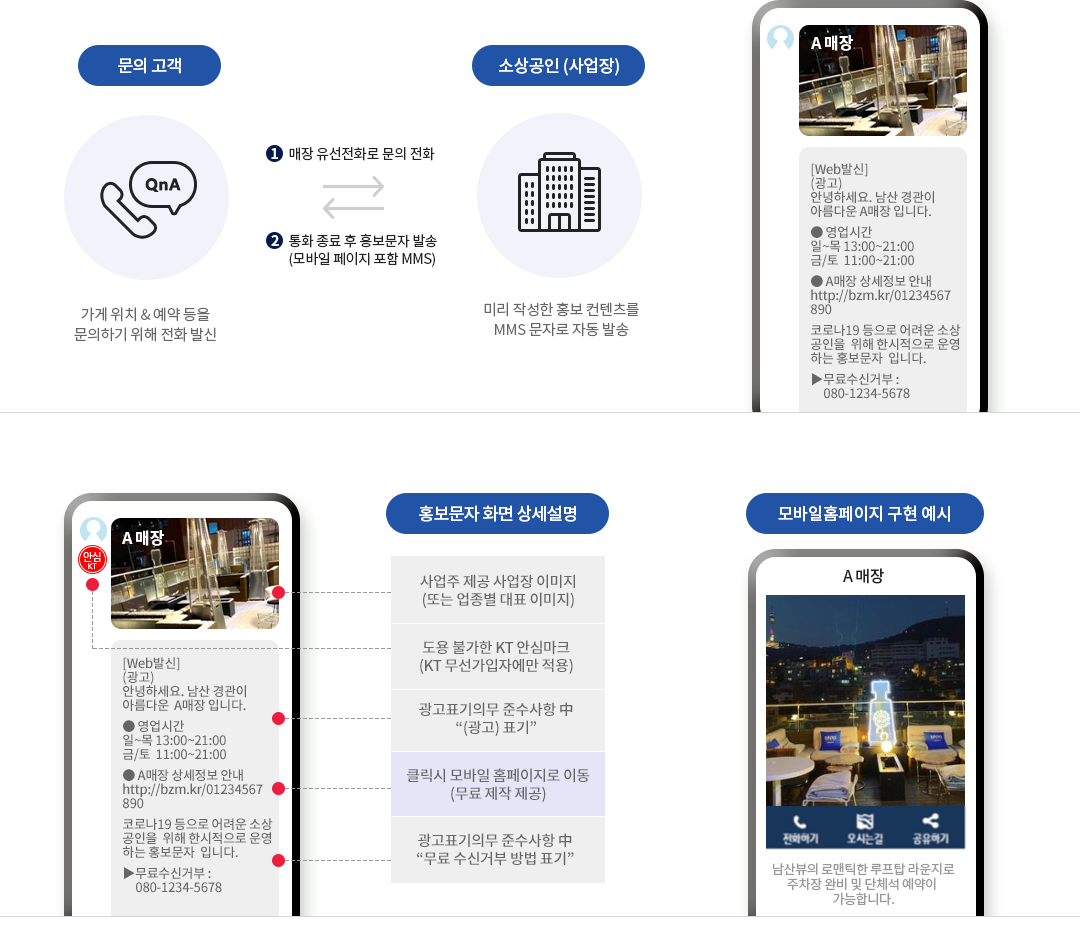 문의 고객
QnA
가게 위치 & 예약 등을
문의하기 위해 전화 발신
1 매장 유선전화로 문의 전화
2 통화 종료 후 홍보문자 발송
(모바일 페이지 포함 MMS)
소상공인 (사업장)
미리 작성한 홍보 컨텐츠를
MMS 문자로 자동 발송
A 매장
[Web발신]
(광고)
안녕하세요. 남산 경관이
아름다운 A매장 입니다.
● 영업시간
일~목 13:00~21:00
금/토 11:00~21:00
● A매장 상세정보 안내
http://bzm.kr/01234567
890
코로나19 등으로 어려운 소상
공인을 위해 한시적으로 운영
하는 홍보문자 입니다.
▶무료수신거부 :
080-1234-5678
안심
KT
A 매장
[Web발신]
(광고)
안녕하세요. 남산 경관이
아름다운 A매장 입니다.
● 영업시간
일~목 13:00~21:00
금/토 11:00~21:00
● A매장 상세정보 안내
http://bzm.kr/01234567
890
코로나19 등으로 어려운 소상
공인을 위해 한시적으로 운영
하는 홍보문자 입니다.
▶무료수신거부 :
080-1234-5678
홍보문자 화면 상세설명
사업주 제공 사업장 이미지
(또는 업종별 대표 이미지)
도용 불가한 KT 안심마크
(KT 무선가입자에만 적용)
광고표기의무 준수사항 中
“(광고) 표기”
클릭시 모바일 홈페이지로 이동
(무료 제작 제공)
광고표기의무 준수사항 中
“무료 수신거부 방법 표기”
모바일홈페이지 구현 예시
A 매장
전화하기 오시는길 공유하기
남산뷰의 로맨틱한 루프탑 라운지로
주차장 완비 및 단체석 예약이
가능합니다.